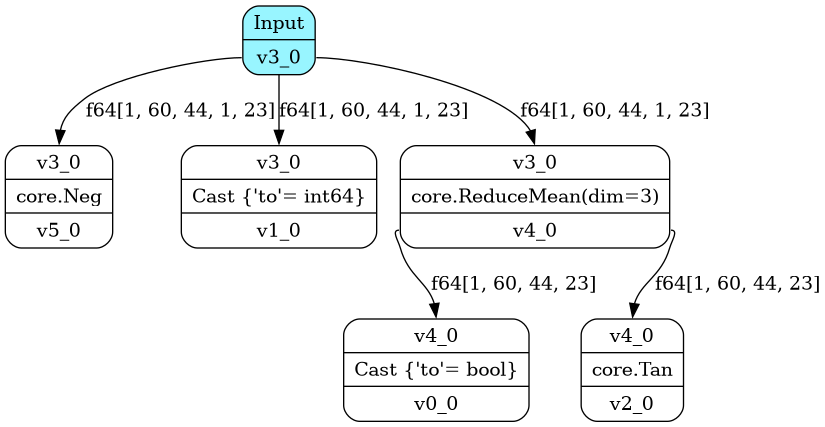 Input
v3_0
f64[1, 60, 44, 1, 23]
f64[1, 60, 44, 1, 23]
f64[1, 60, 44, 1, 23]
v3_0
core.Neg
v5_0
v3_0
Cast {'to'= int64}
v1_0
v3_0
core.ReduceMean(dim=3)
v4_0
f64[1, 60, 44, 23]
f64[1, 60, 44, 23]
v4_0
Cast {'to'= bool}
v0_0
v4_0
core.Tan
v2_0